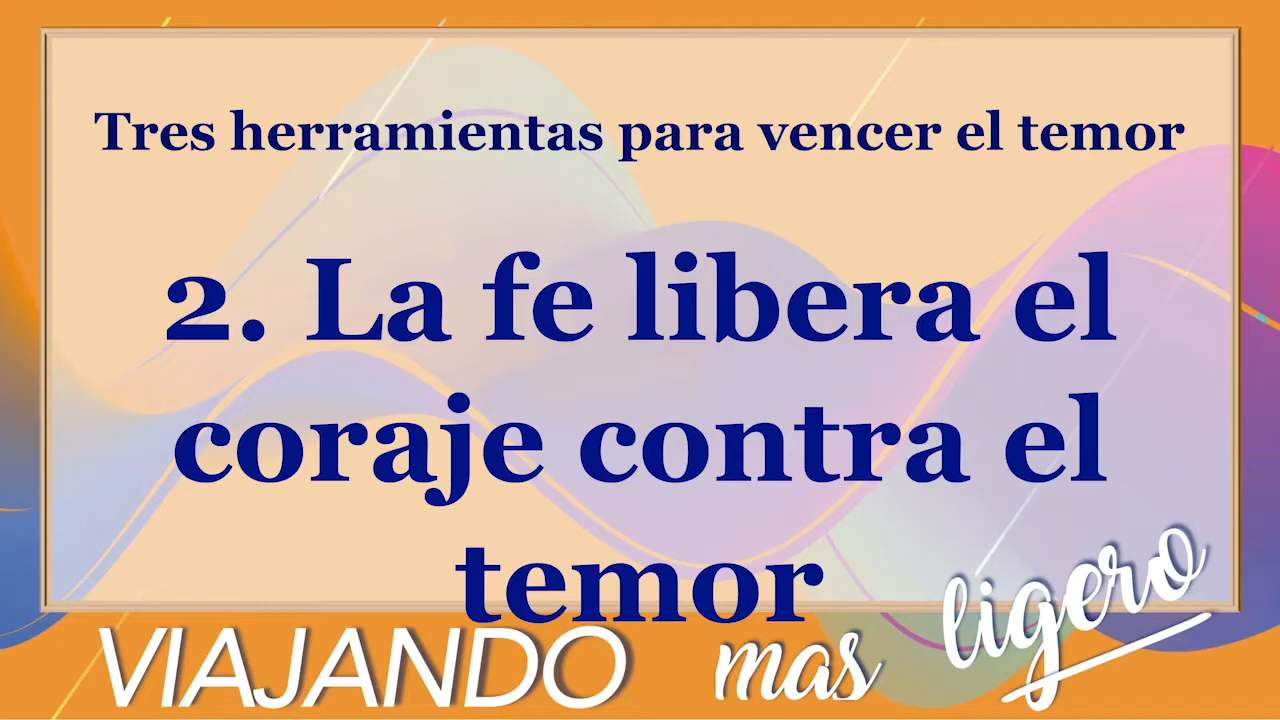 Tres herramientas para vencer el temor
2. La fe libera el
coraje contra el
temor
VIAJANDO mas ligero